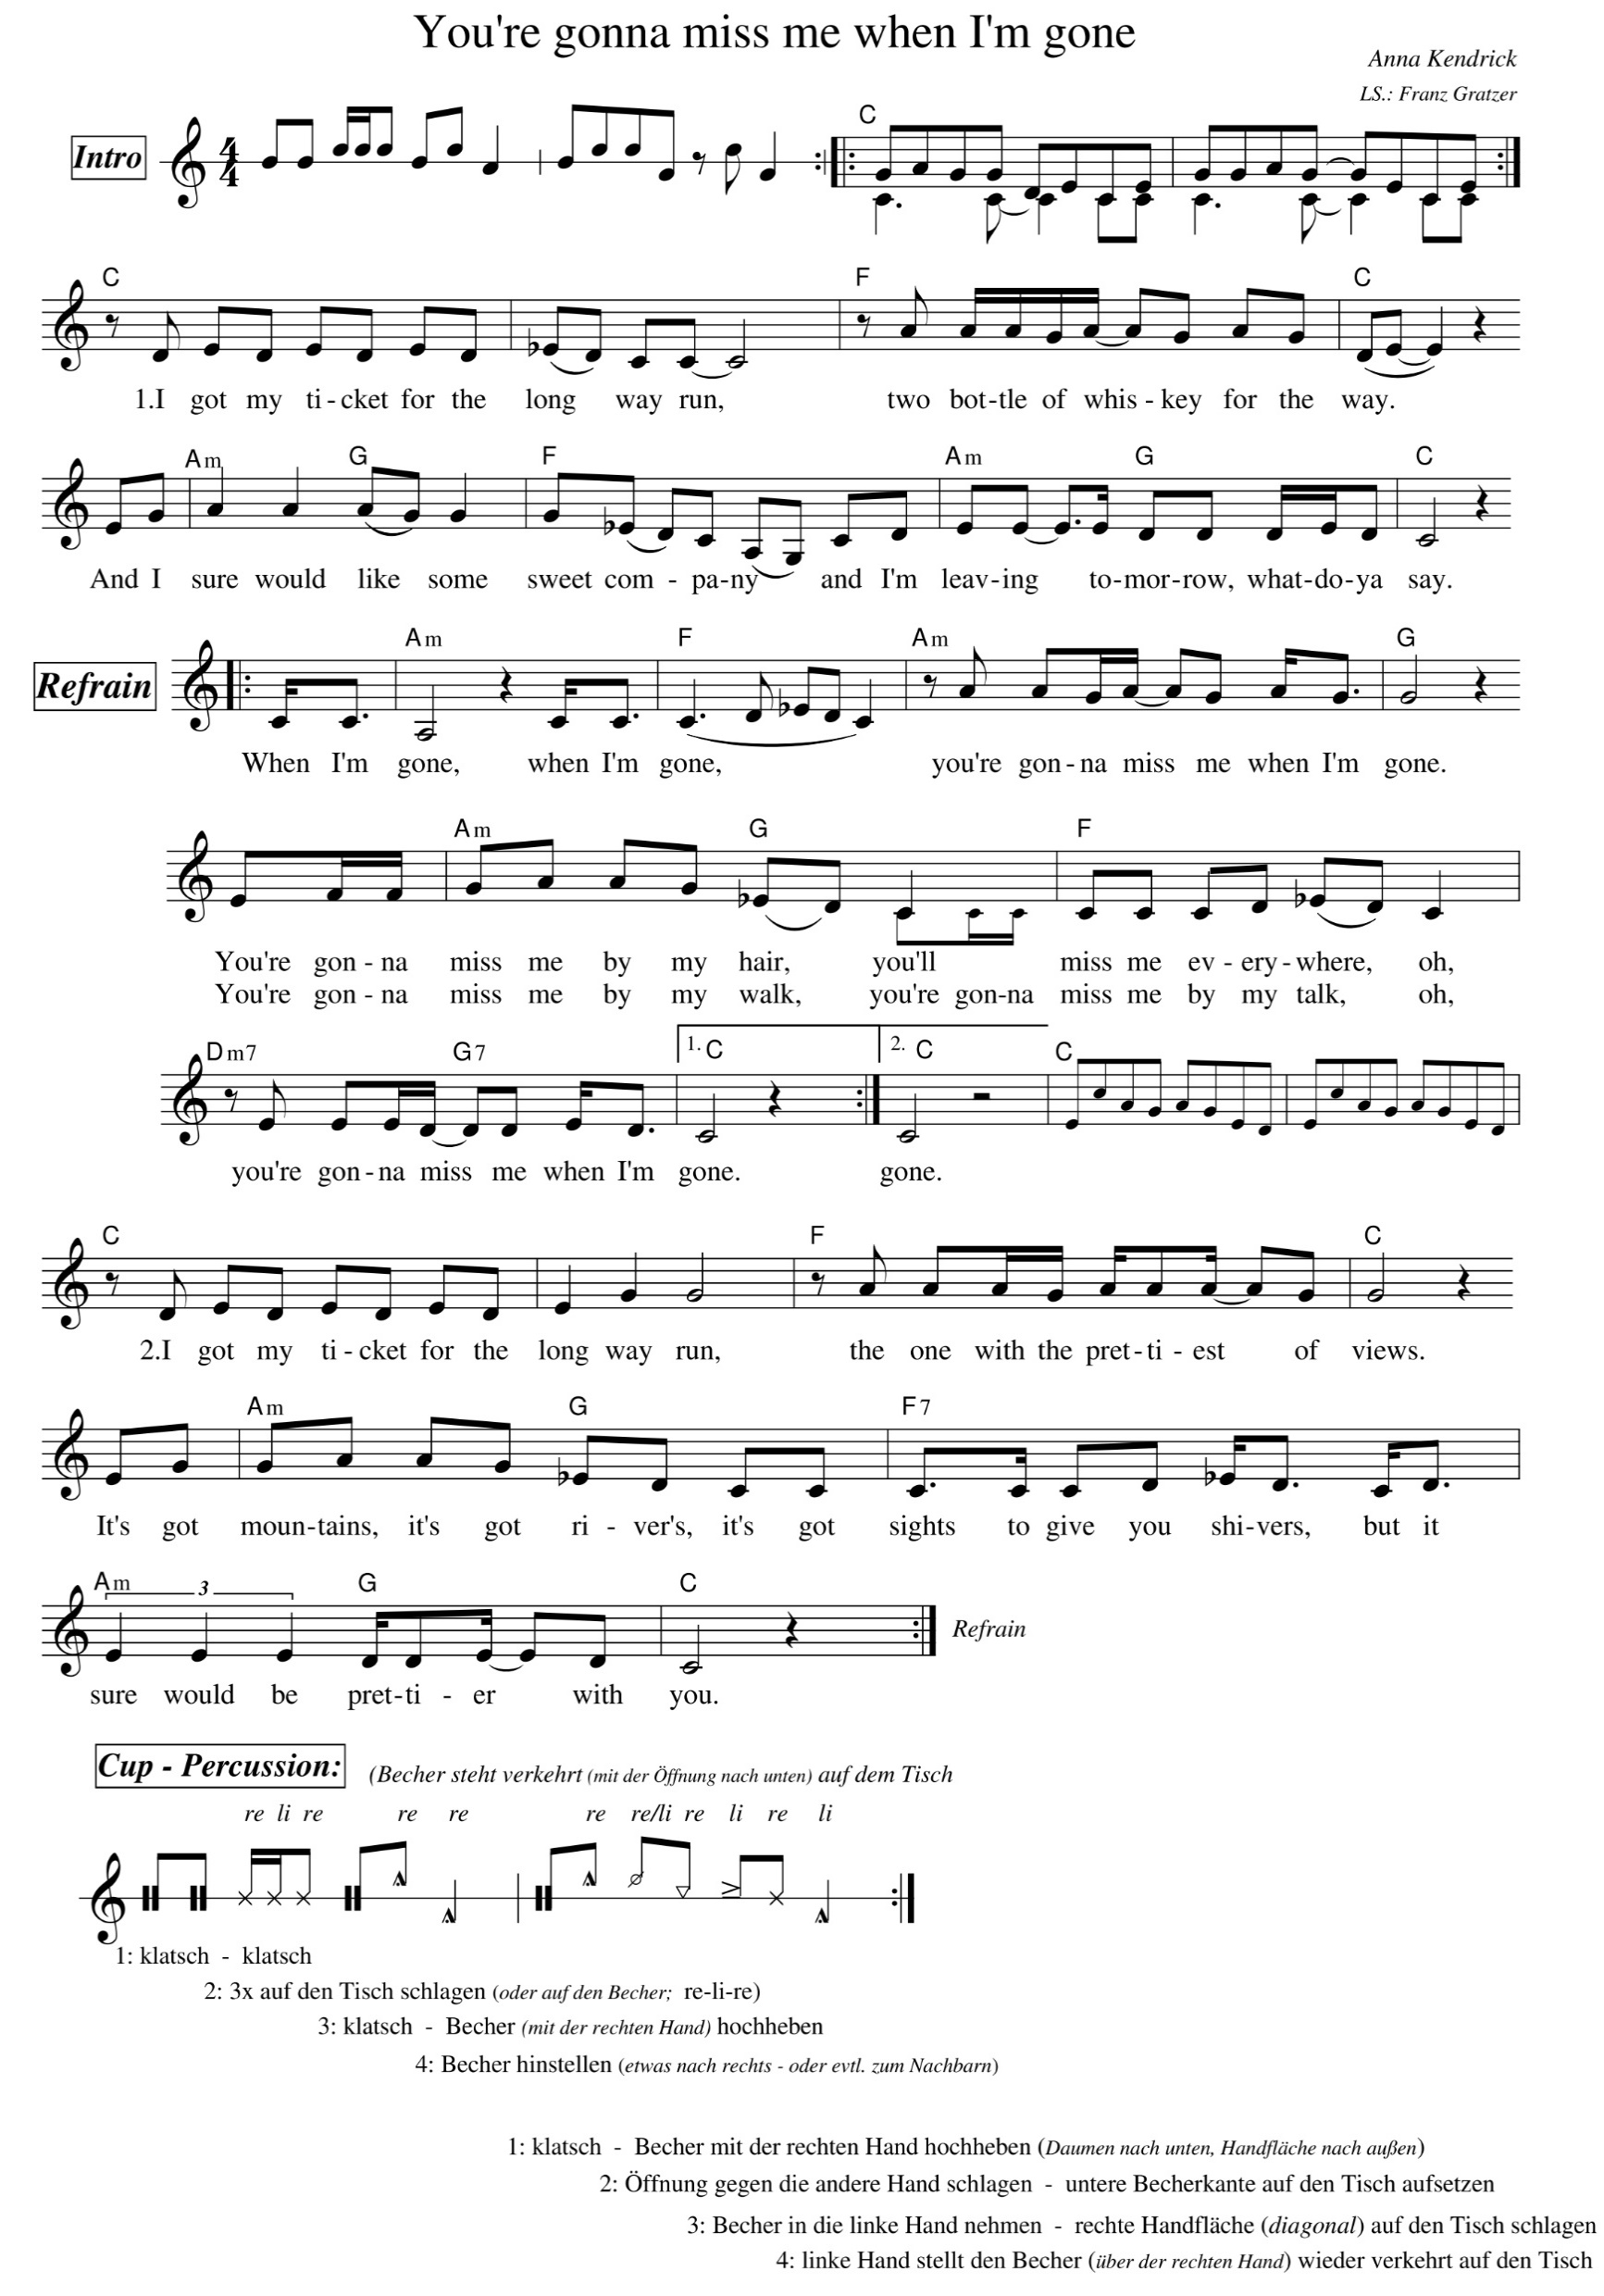 You're gonna miss me when I'm gone
Anna Kendrick
LS.: Franz Gratzer
Intro
4
4
C
C F C
1.I got my ti - cket for the long way run, two bot - tle of whis - key for the way.
Am G F Am G C
And I sure would like some sweet com - pa - ny and I'm leav - ing to - mor - row, what - do - ya say.
Refrain
Am F Am G
When I'm gone, when I'm gone, you're gon - na miss me when I'm gone.
Am G F
You're gon - na miss me by my hair, you'll miss me ev - ery - where, oh,
You're gon - na miss me by my walk, you're gon-na miss me by my talk, oh,
Dm7 G7 1. C 2. C C
you're gon - na miss me when I'm gone. gone.
C F C
2.I got my ti - cket for the long way run, the one with the pret - ti - est of views.
Am G F7
It's got moun - tains, it's got ri - ver's, it's got sights to give you shi - vers, but it
Am 3 G C
Refrain
sure would be pret - ti - er with you.
Cup - Percussion: (Becher steht verkehrt (mit der Öffnung nach unten) auf dem Tisch
re li re re re re re/li re li re li
1: klatsch - klatsch
2: 3x auf den Tisch schlagen (oder auf den Becher; re-li-re)
3: klatsch - Becher (mit der rechten Hand) hochheben
4: Becher hinstellen (etwas nach rechts - oder evtl. zum Nachbarn)
1: klatsch - Becher mit der rechten Hand hochheben (Daumen nach unten, Handfläche nach außen)
2: Öffnung gegen die andere Hand schlagen - untere Becherkante auf den Tisch aufsetzen
3: Becher in die linke Hand nehmen - rechte Handfläche (diagonal) auf den Tisch schlagen
4: linke Hand stellt den Becher (über der rechten Hand) wieder verkehrt auf den Tisch